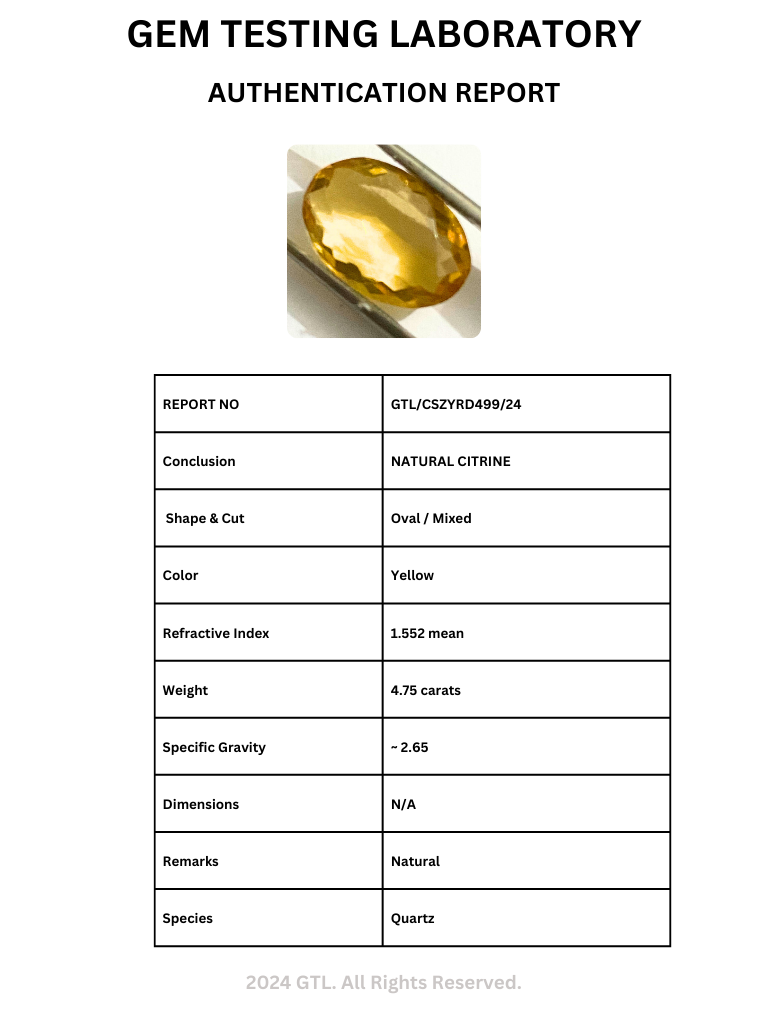 GEM TESTING LABORATORY
AUTHENTICATION REPORT
REPORT NO GTL/CSZYRD499/24
Conclusion NATURAL CITRINE
Shape & Cut Oval / Mixed
Color Yellow
Refractive Index 1.552 mean
Weight 4.75 carats
Specific Gravity ~ 2.65
Dimensions N/A
Remarks Natural
Species Quartz
2024 GTL. All Rights Reserved.